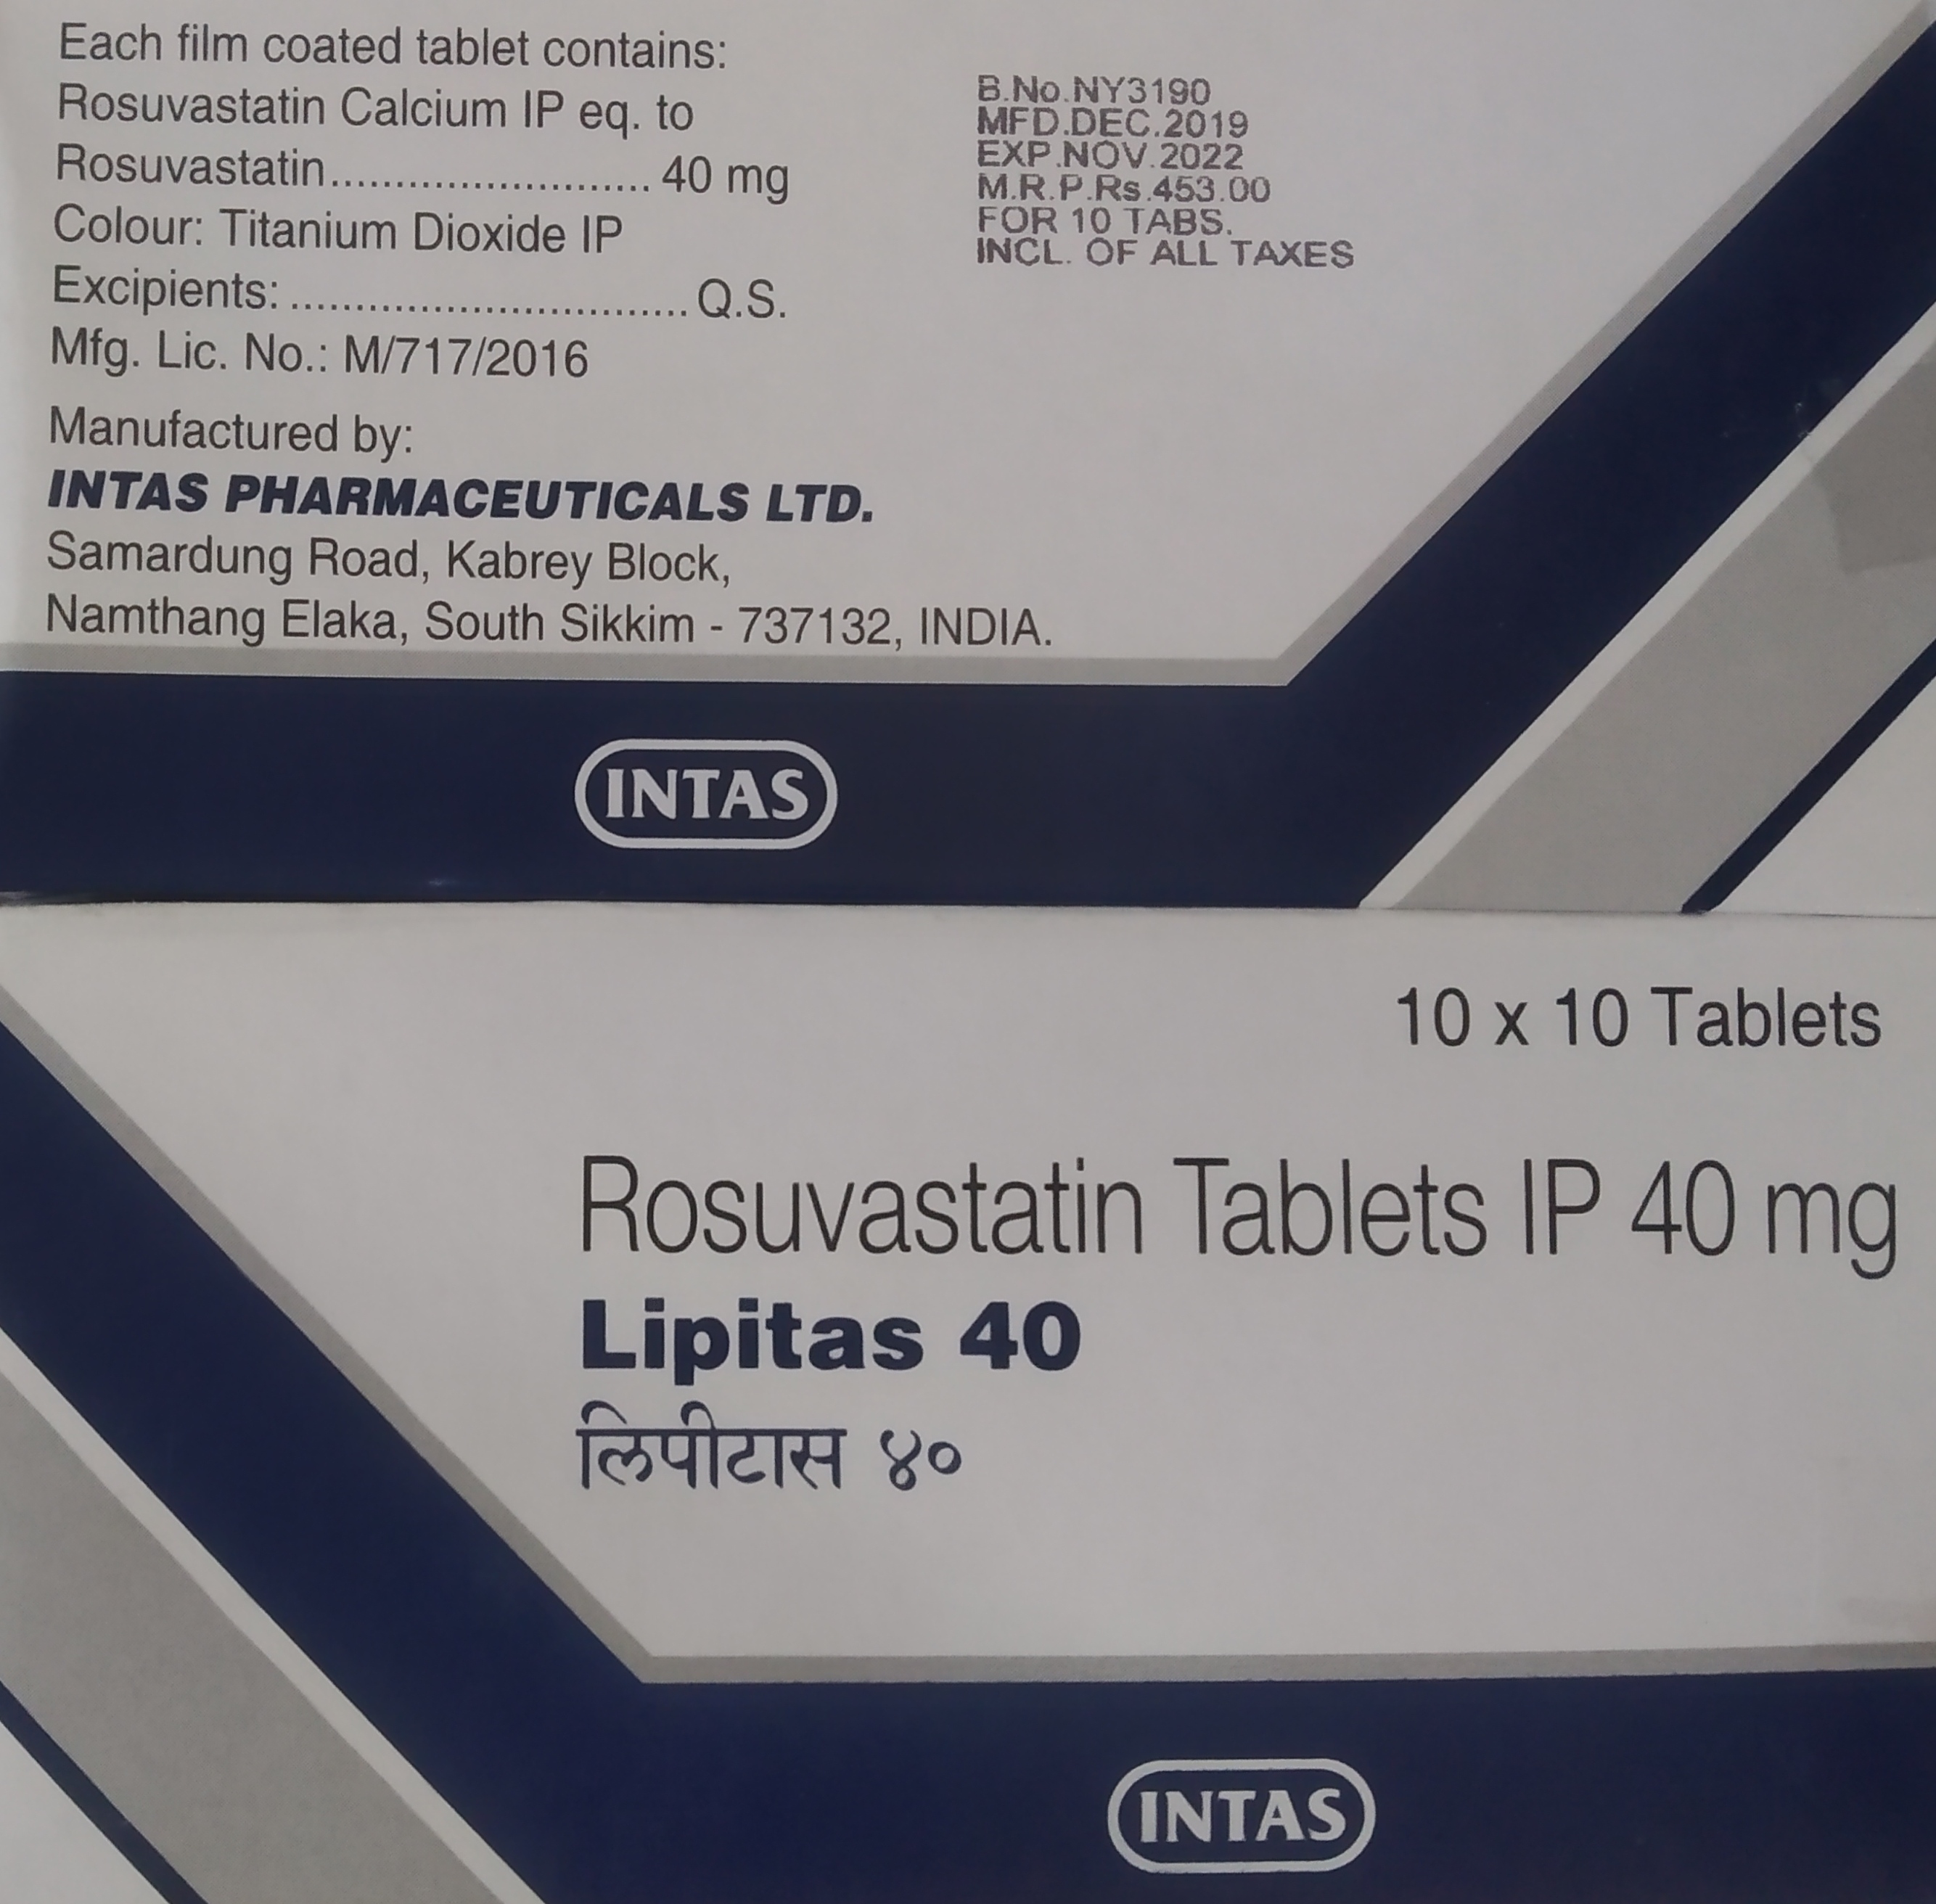 Each film coated tablet contains:
Rosuvastatin Calcium IP eq. to
Rosuvastatin......................... 40 mg
Colour: Titanium Dioxide IP
Excipients: ............................... Q.S.
Mfg. Lic. No.: M/717/2016
Manufactured by:
INTAS PHARMACEUTICALS LTD.
Samardung Road, Kabrey Block,
Namthang Elaka, South Sikkim - 737132, INDIA.
B.No.NY3190
MFD.DEC.2019
EXP.NOV.2022
M.R.P.Rs.453.00
FOR 10 TABS.
INCL. OF ALL TAXES
INTAS
10 x 10 Tablets
Rosuvastatin Tablets IP 40 mg
Lipitas 40
लिपीटास ४०
INTAS